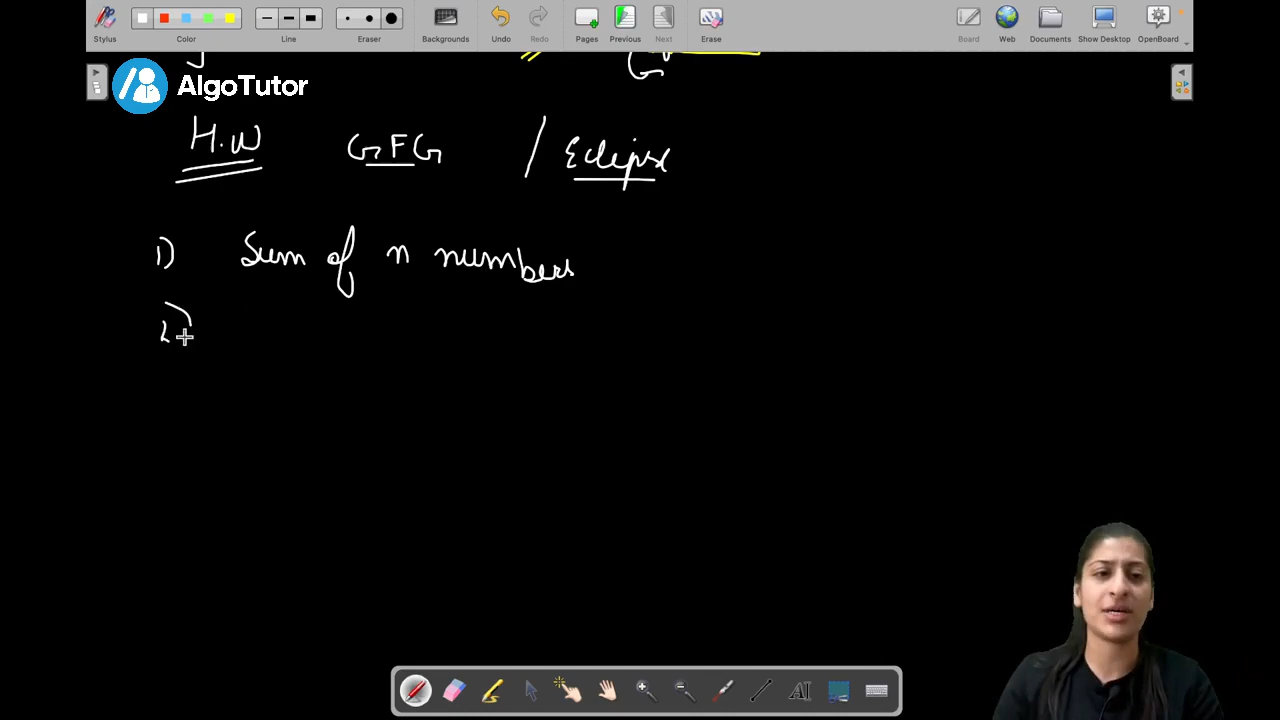 Stylus Color Line Eraser Backgrounds Undo Redo Pages Previous Next Erase Board Web Documents Show Desktop OpenBoard
AlgoTutor
H.W GFG / Eclipse
1) Sum of n numbers
2)
AI